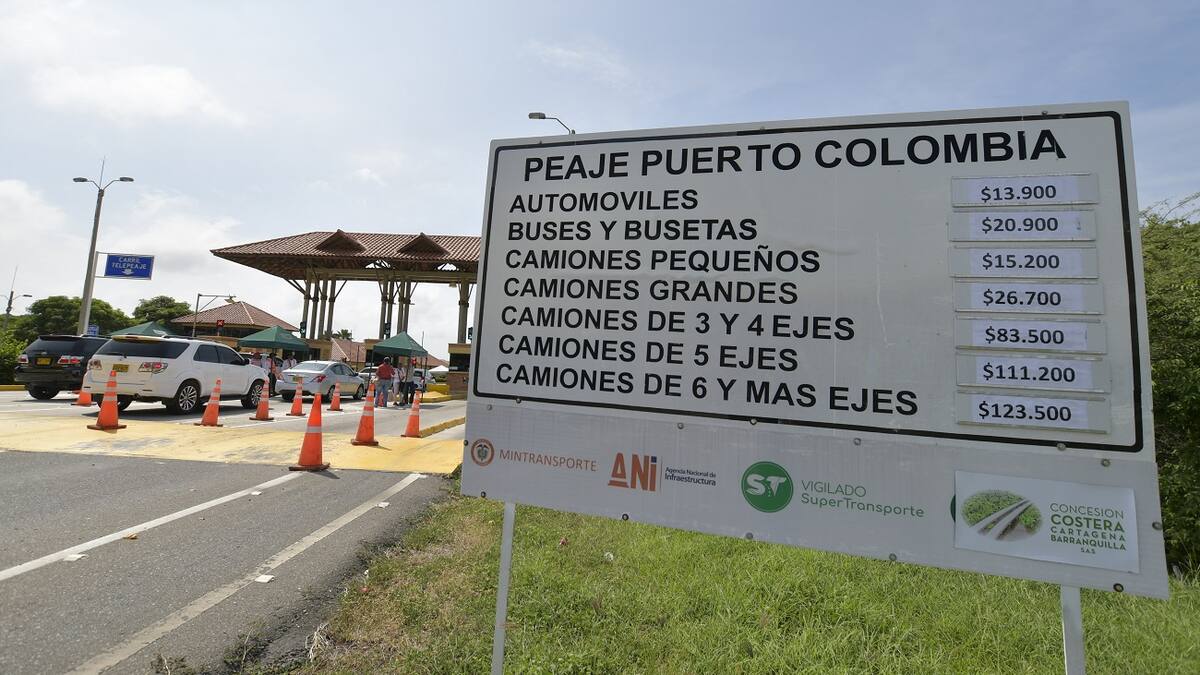 CARRIL
TELEPEAJE
PEAJE PUERTO COLOMBIA
AUTOMOVILES $13.900
BUSES Y BUSETAS $20.900
CAMIONES PEQUEÑOS $15.200
CAMIONES GRANDES $26.700
CAMIONES DE 3 Y 4 EJES $83.500
CAMIONES DE 5 EJES $111.200
CAMIONES DE 6 Y MAS EJES $123.500
MINTRANSPORTE
ANi
Agencia Nacional de
Infraestructura
ST
VIGILADO
SuperTransporte
CONCESION
COSTERA
CARTAGENA
BARRANQUILLA
S.A.S